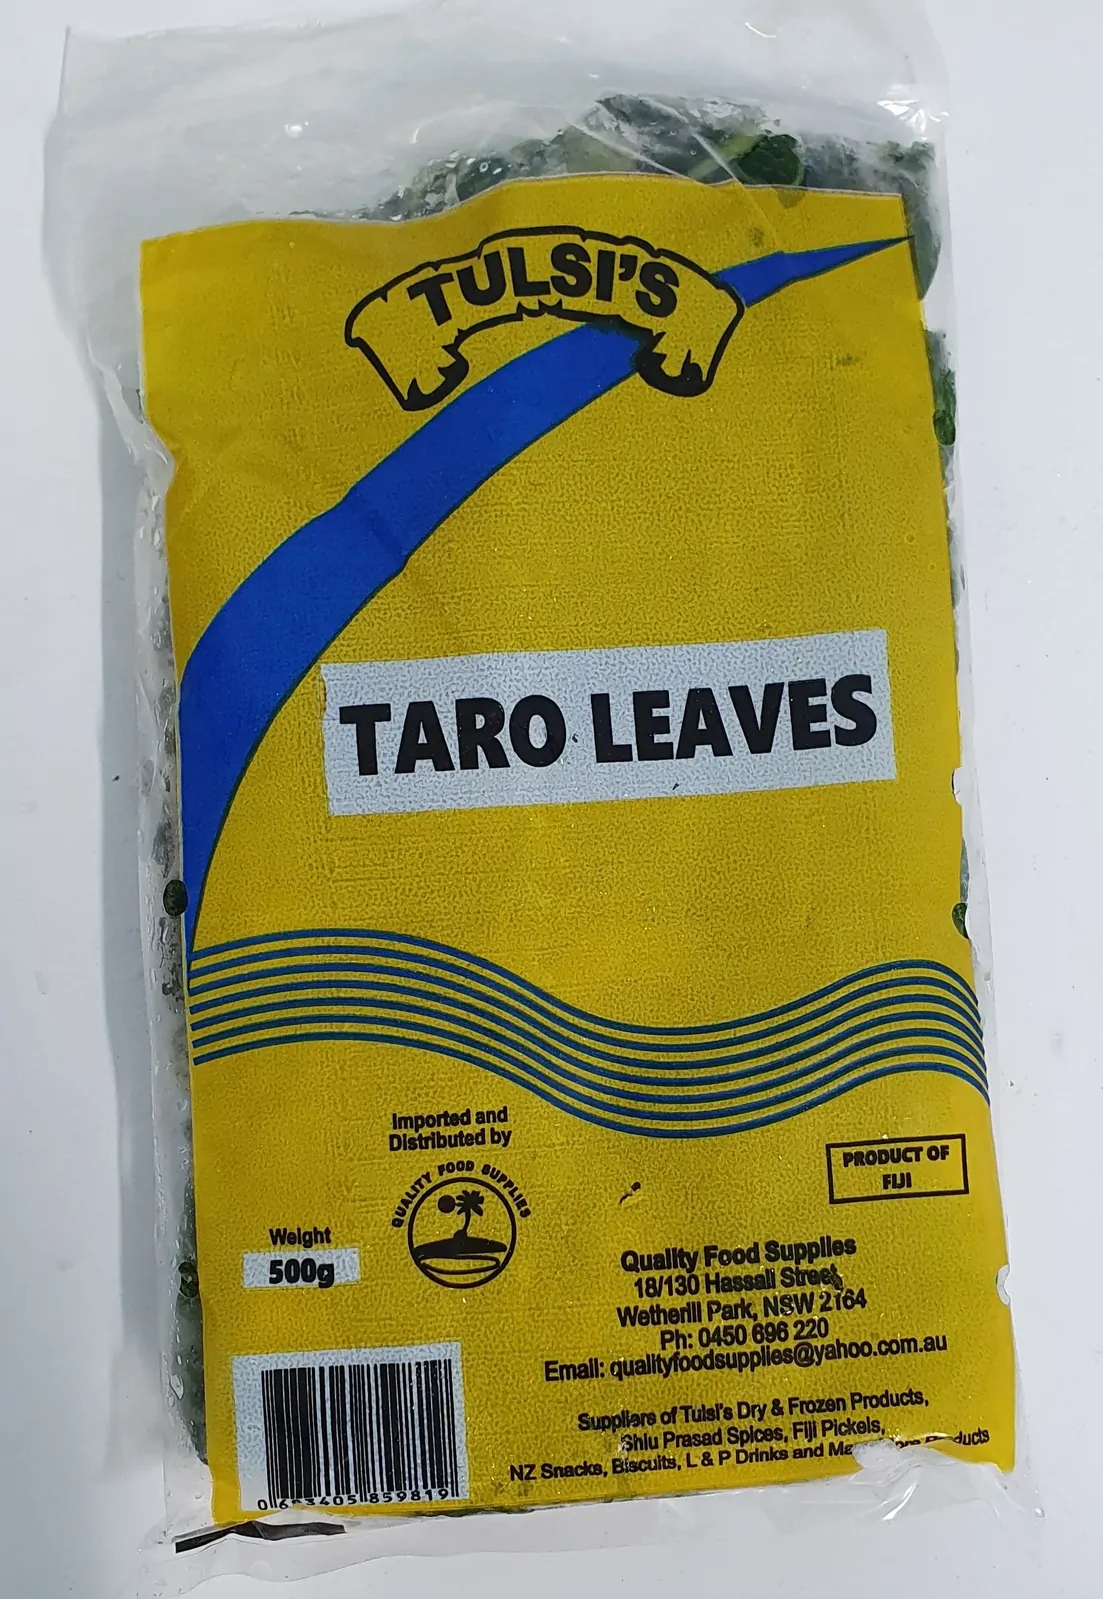 TULSI'S
TARO LEAVES
Imported and
Distributed by
QUALITY FOOD SUPPLIES
PRODUCT OF
FIJI
Weight
500g
Quality Food Supplies
18/130 Hassall Street
Wetherill Park, NSW 2164
Ph: 0450 696 220
Email: qualityfoodsupplies@yahoo.com.au
Suppliers of Tulsi's Dry & Frozen Products,
Shiu Prasad Spices, Fiji Pickels,
NZ Snacks, Biscuits, L & P Drinks and